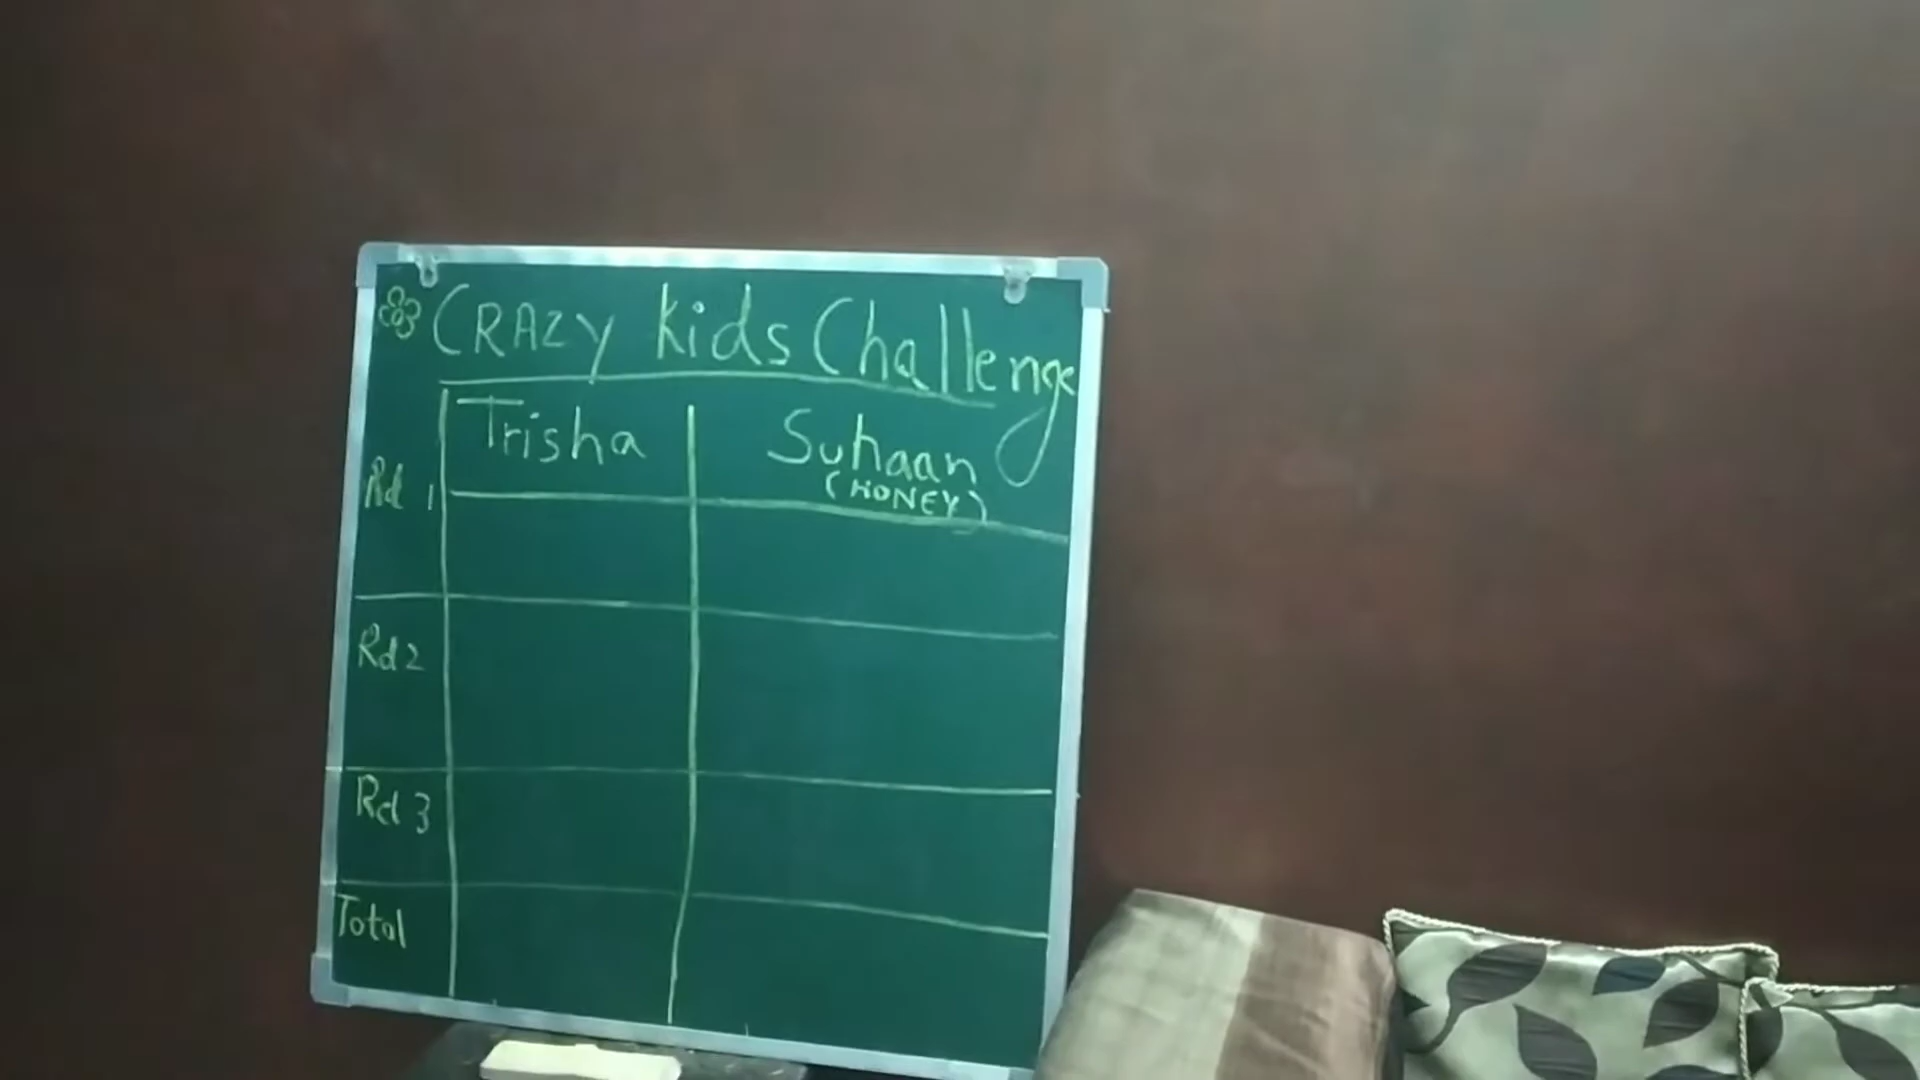 CRAZY Kids Challenge
Trisha Suhaan
(HONEY)
Rd 1
Rd 2
Rd 3
Total